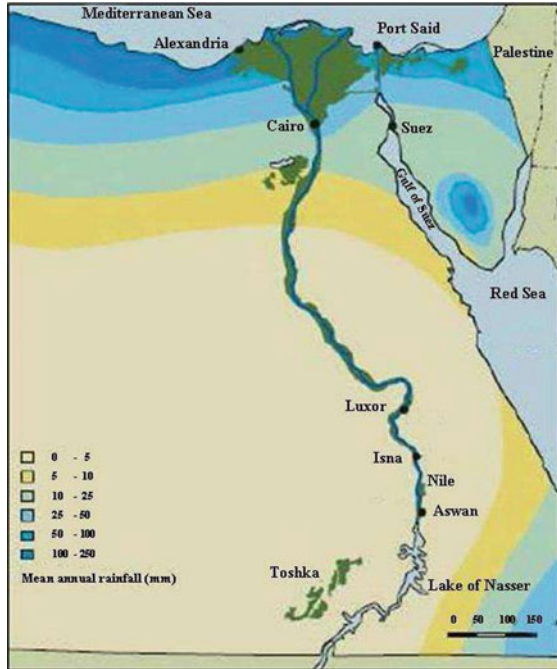 Mediterranean Sea
Port Said
Alexandria
Palestine
Cairo
Suez
Gulf of Suez
Red Sea
Luxor
Isna
Nile
Aswan
Toshka
Lake of Nasser
0 - 5
5 - 10
10 - 25
25 - 50
50 - 100
100 - 250
Mean annual rainfall (mm)
0 50 100 150